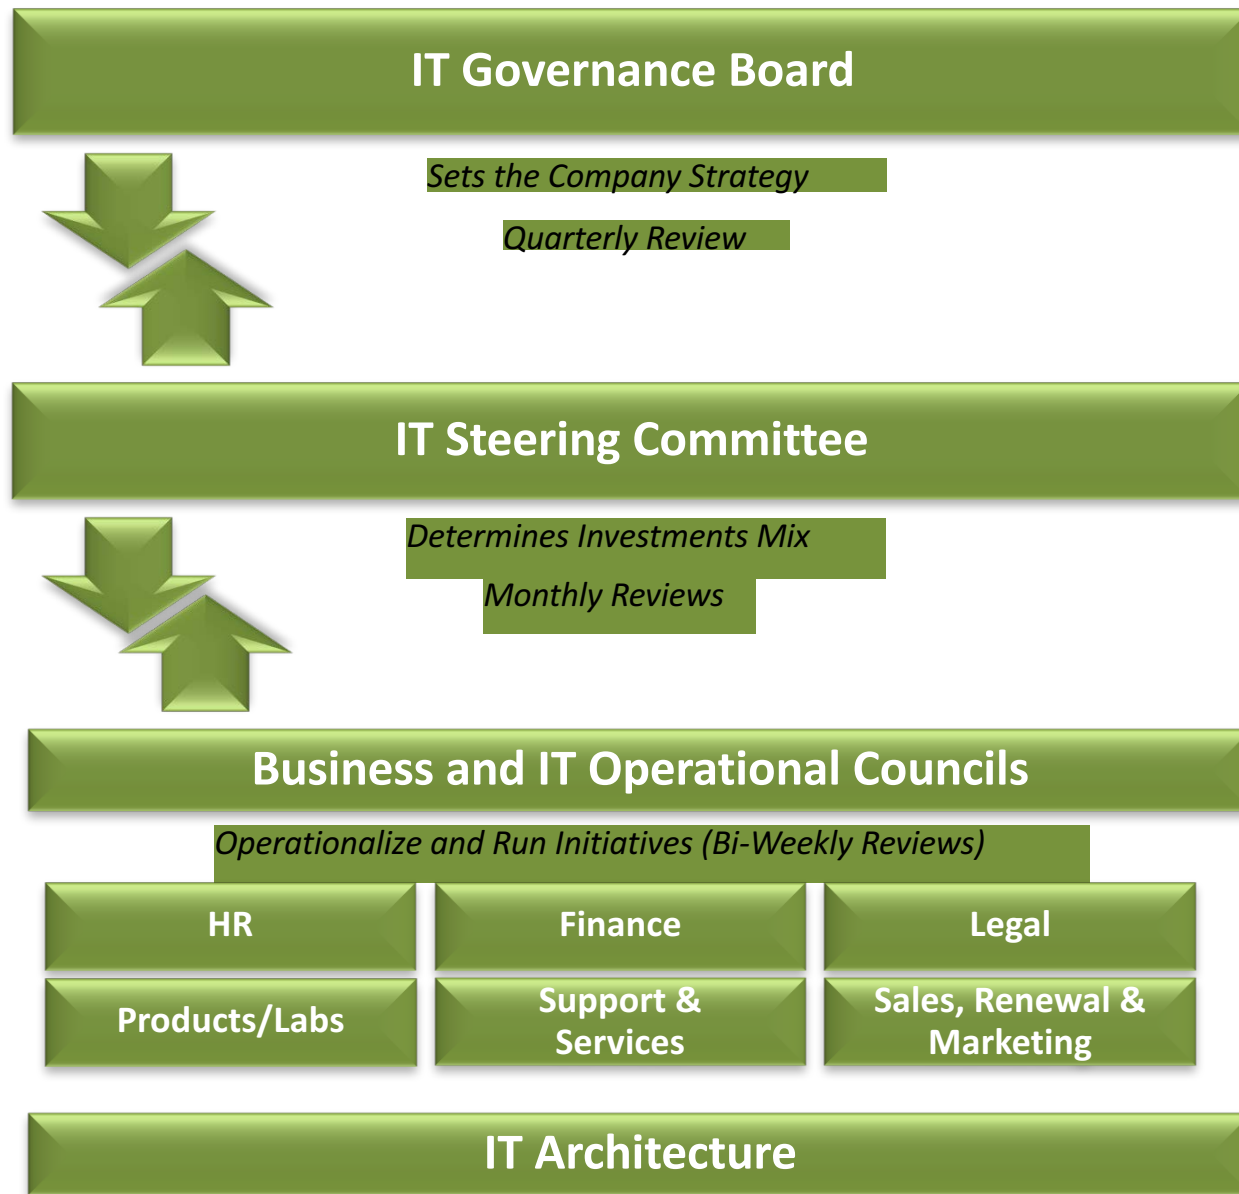 IT Governance Board
Sets the Company Strategy
Quarterly Review
IT Steering Committee
Determines Investments Mix
Monthly Reviews
Business and IT Operational Councils
Operationalize and Run Initiatives (Bi-Weekly Reviews)
HR
Finance
Legal
Products/Labs
Support &
Services
Sales, Renewal &
Marketing
IT Architecture